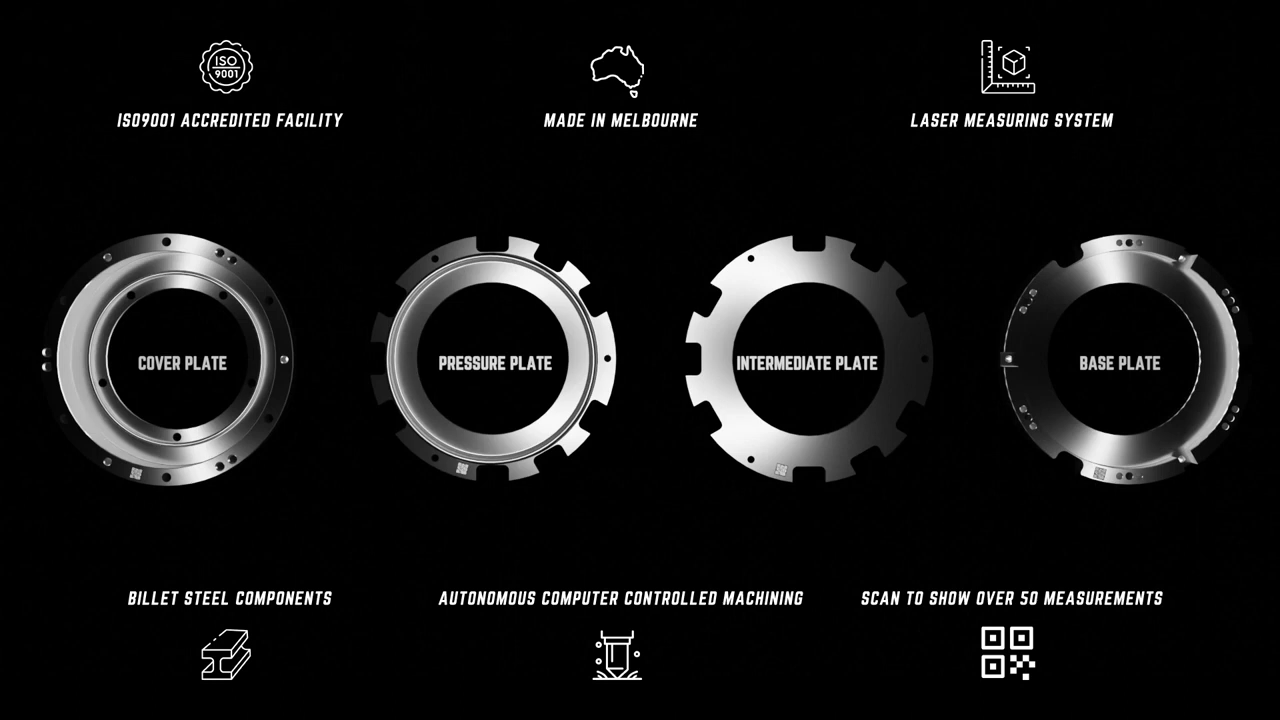 ISO
9001
ISO9001 ACCREDITED FACILITY
MADE IN MELBOURNE
LASER MEASURING SYSTEM
COVER PLATE
PRESSURE PLATE
INTERMEDIATE PLATE
BASE PLATE
BILLET STEEL COMPONENTS
AUTONOMOUS COMPUTER CONTROLLED MACHINING
SCAN TO SHOW OVER 50 MEASUREMENTS